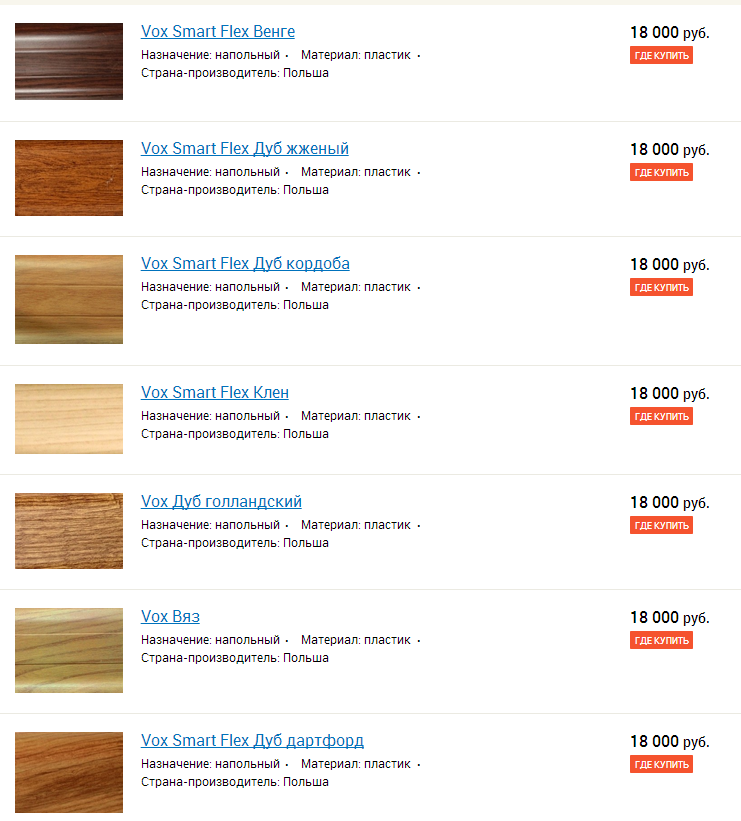 Vox Smart Flex Венге
18 000 руб.
Назначение: напольный • Материал: пластик •
ГДЕ КУПИТЬ
Страна-производитель: Польша
Vox Smart Flex Дуб жженый
18 000 руб.
Назначение: напольный • Материал: пластик •
ГДЕ КУПИТЬ
Страна-производитель: Польша
Vox Smart Flex Дуб кордоба
18 000 руб.
Назначение: напольный • Материал: пластик •
ГДЕ КУПИТЬ
Страна-производитель: Польша
Vox Smart Flex Клен
18 000 руб.
Назначение: напольный • Материал: пластик •
ГДЕ КУПИТЬ
Страна-производитель: Польша
Vox Дуб голландский
18 000 руб.
Назначение: напольный • Материал: пластик •
ГДЕ КУПИТЬ
Страна-производитель: Польша
Vox Вяз
18 000 руб.
Назначение: напольный • Материал: пластик •
ГДЕ КУПИТЬ
Страна-производитель: Польша
Vox Smart Flex Дуб дартфорд
18 000 руб.
Назначение: напольный • Материал: пластик •
ГДЕ КУПИТЬ
Страна-производитель: Польша